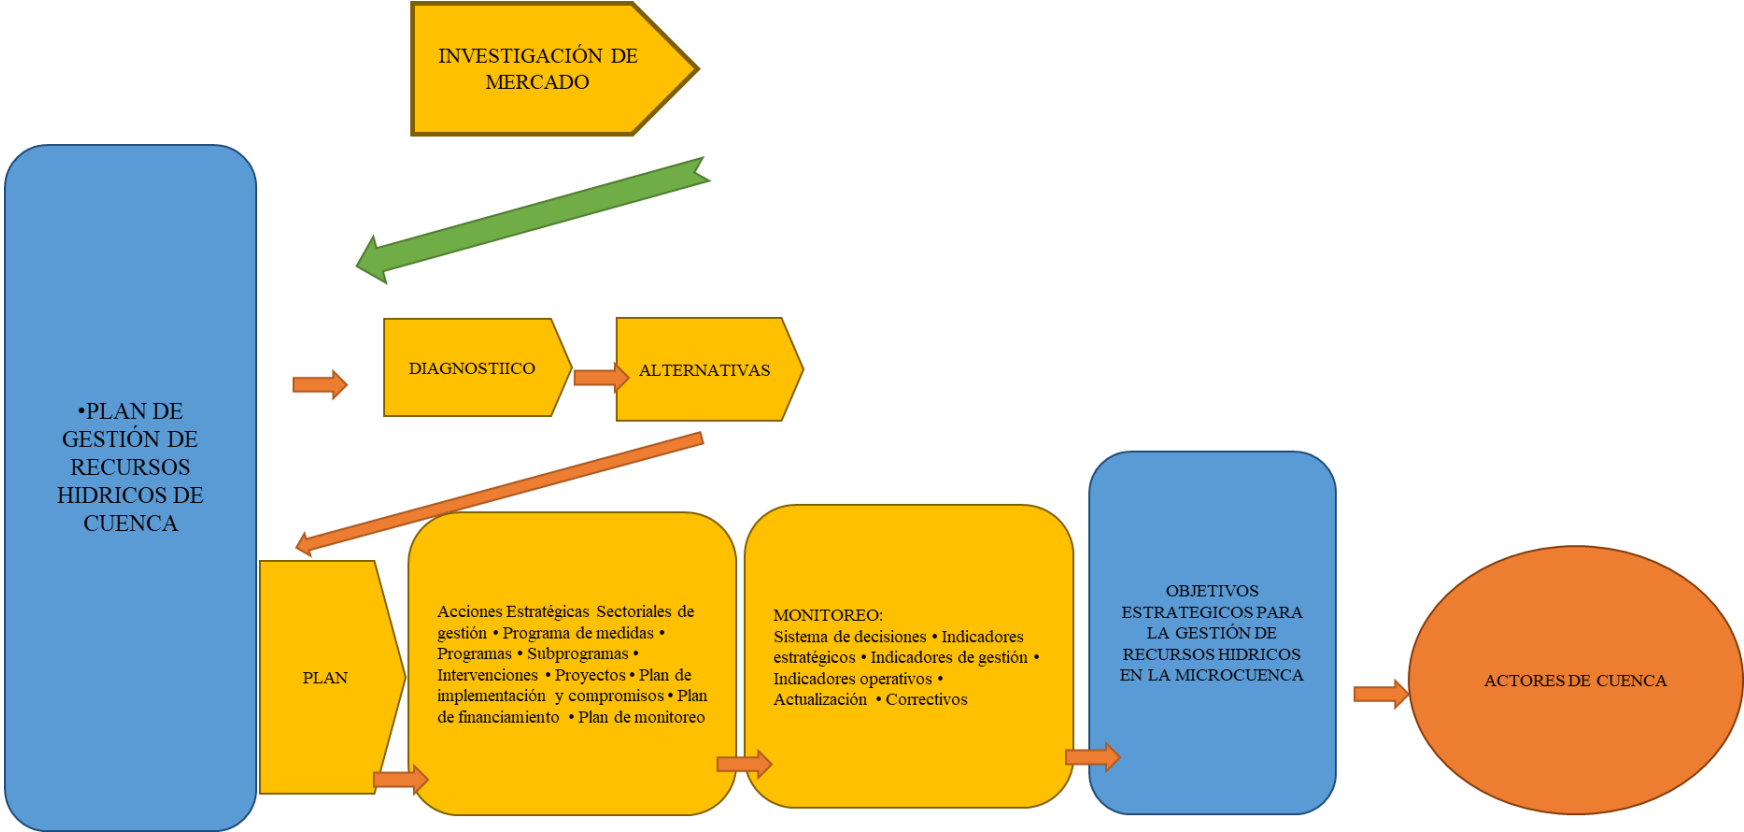 INVESTIGACIÓN DE
MERCADO
•PLAN DE
GESTIÓN DE
RECURSOS
HIDRICOS DE
CUENCA
DIAGNOSTIICO
ALTERNATIVAS
PLAN
Acciones Estratégicas Sectoriales de
gestión • Programa de medidas •
Programas • Subprogramas •
Intervenciones • Proyectos • Plan de
implementación y compromisos • Plan
de financiamiento • Plan de monitoreo
MONITOREO:
Sistema de decisiones • Indicadores
estratégicos • Indicadores de gestión •
Indicadores operativos •
Actualización • Correctivos
OBJETIVOS
ESTRATEGICOS PARA
LA GESTIÓN DE
RECURSOS HIDRICOS
EN LA MICROCUENCA
ACTORES DE CUENCA